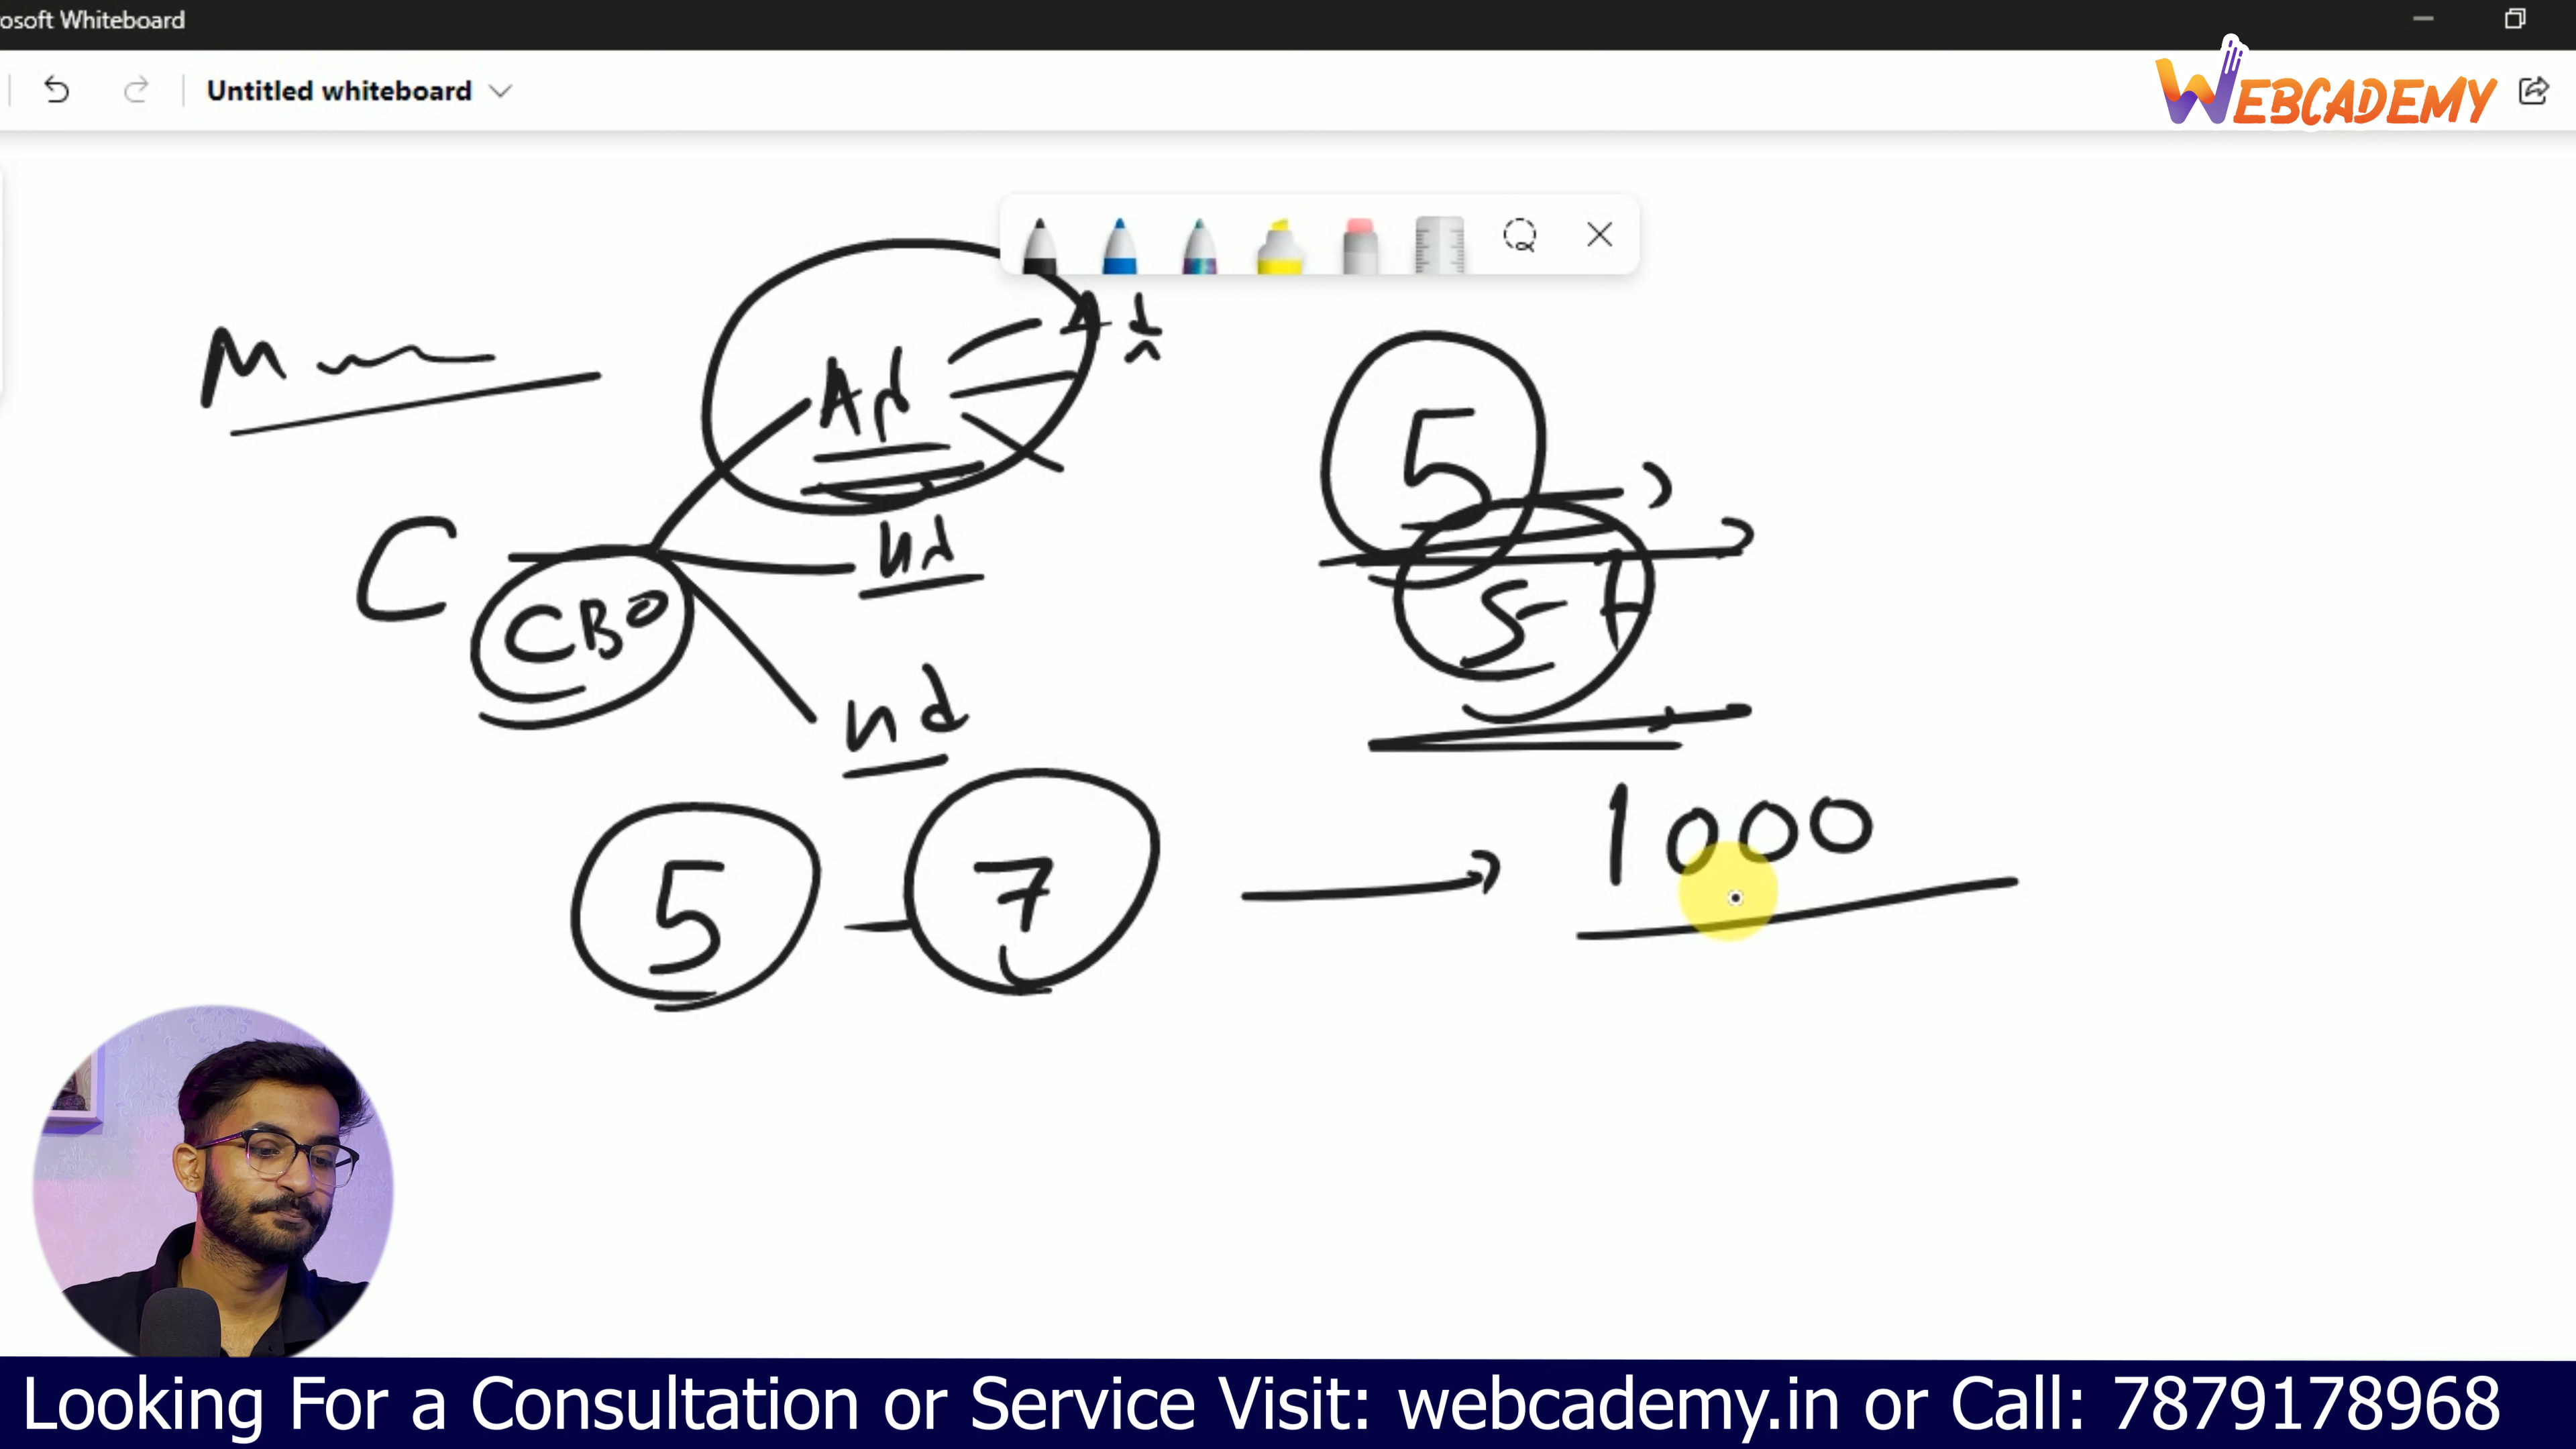 osoft Whiteboard
Untitled whiteboard
WEBCADEMY
M
Ad
5
C
CBO
nd
nd
5 - 7 → 1000
Looking For a Consultation or Service Visit: webcademy.in or Call: 7879178968